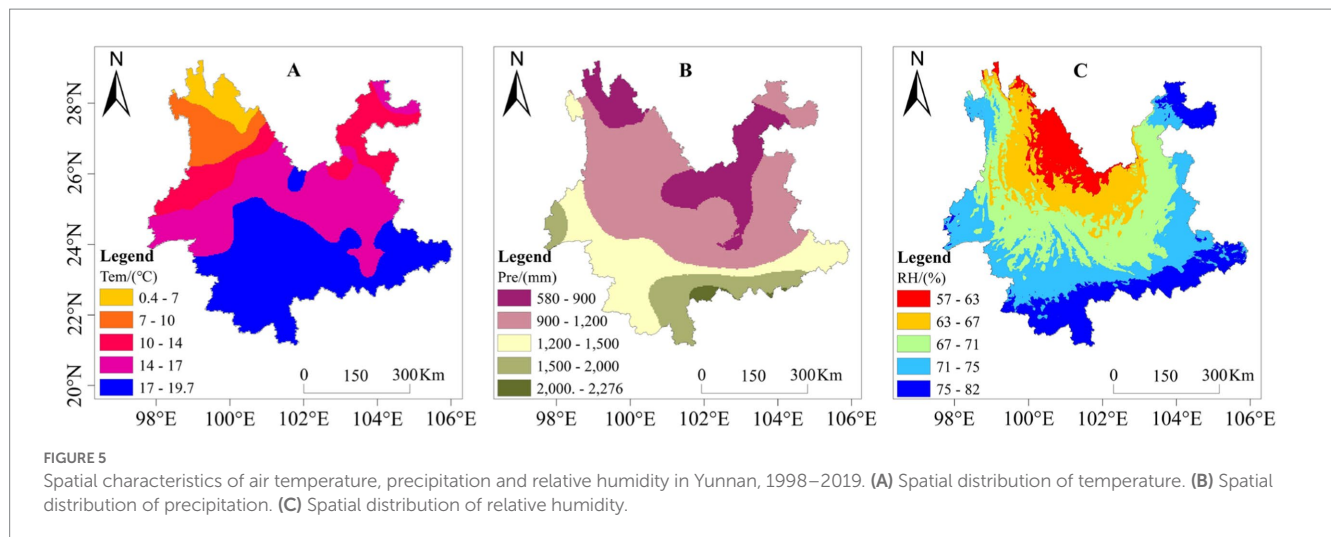 N
A
28°N
26°N
24°N
22°N
20°N
Legend
Tem/(°C)
0.4 - 7
7 - 10
10 - 14
14 - 17
17 - 19.7
0 150 300Km
98°E 100°E 102°E 104°E 106°E
N
B
Legend
Pre/(mm)
580 - 900
900 - 1,200
1,200 - 1,500
1,500 - 2,000
2,000. - 2,276
0 150 300Km
98°E 100°E 102°E 104°E 106°E
N
C
Legend
RH/(%)
57 - 63
63 - 67
67 - 71
71 - 75
75 - 82
0 150 300Km
98°E 100°E 102°E 104°E 106°E
FIGURE 5
Spatial characteristics of air temperature, precipitation and relative humidity in Yunnan, 1998–2019. (A) Spatial distribution of temperature. (B) Spatial
distribution of precipitation. (C) Spatial distribution of relative humidity.